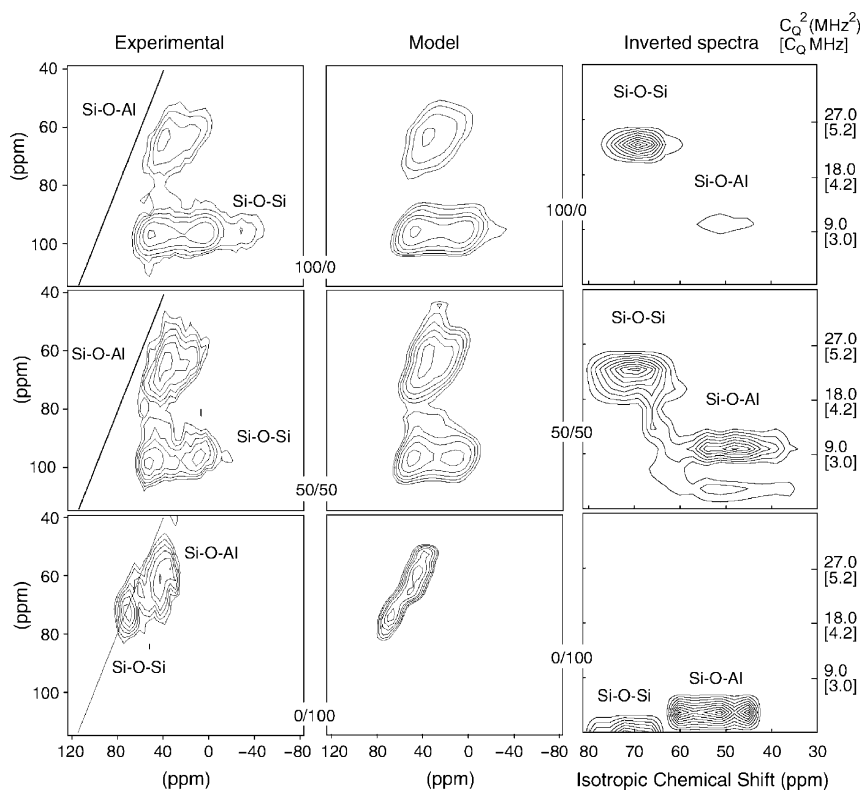 Experimental
Model
Inverted spectra
C_Q^2(MHz^2)
[C_Q MHz]
40
60
80
100
(ppm)
Si-O-Al
Si-O-Si
100/0
100/0
Si-O-Si
Si-O-Al
27.0
[5.2]
18.0
[4.2]
9.0
[3.0]
40
60
80
100
(ppm)
Si-O-Al
Si-O-Si
50/50
50/50
Si-O-Si
Si-O-Al
27.0
[5.2]
18.0
[4.2]
9.0
[3.0]
40
60
80
100
(ppm)
Si-O-Al
Si-O-Si
0/100
0/100
Si-O-Si
Si-O-Al
27.0
[5.2]
18.0
[4.2]
9.0
[3.0]
120 80 40 0 −40 −80
120 80 40 0 −40 −80
80 70 60 50 40 30
(ppm)
(ppm)
Isotropic Chemical Shift (ppm)